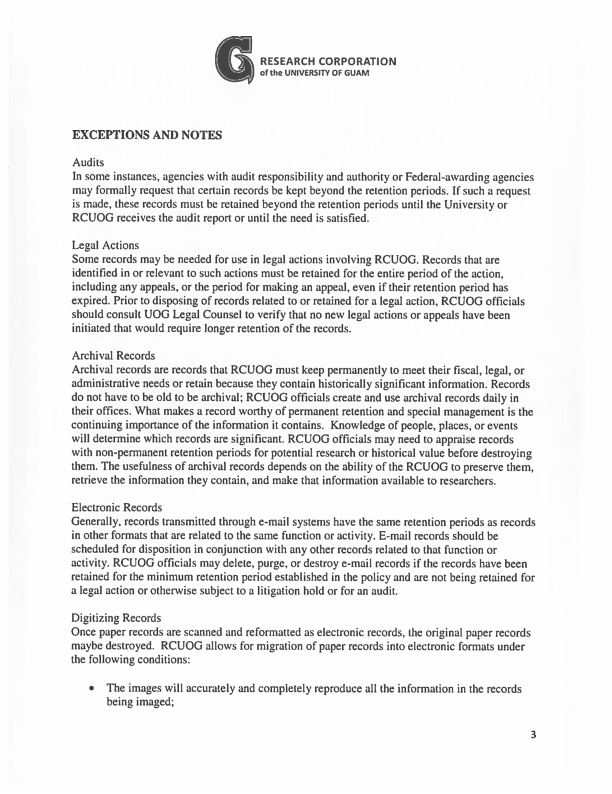 G RESEARCH CORPORATION
of the UNIVERSITY OF GUAM
EXCEPTIONS AND NOTES
Audits
In some instances, agencies with audit responsibility and authority or Federal-awarding agencies
may formally request that certain records be kept beyond the retention periods. If such a request
is made, these records must be retained beyond the retention periods until the University or
RCUOG receives the audit report or until the need is satisfied.
Legal Actions
Some records may be needed for use in legal actions involving RCUOG. Records that are
identified in or relevant to such actions must be retained for the entire period of the action,
including any appeals, or the period for making an appeal, even if their retention period has
expired. Prior to disposing of records related to or retained for a legal action, RCUOG officials
should consult UOG Legal Counsel to verify that no new legal actions or appeals have been
initiated that would require longer retention of the records.
Archival Records
Archival records are records that RCUOG must keep permanently to meet their fiscal, legal, or
administrative needs or retain because they contain historically significant information. Records
do not have to be old to be archival; RCUOG officials create and use archival records daily in
their offices. What makes a record worthy of permanent retention and special management is the
continuing importance of the information it contains. Knowledge of people, places, or events
will determine which records are significant. RCUOG officials may need to appraise records
with non-permanent retention periods for potential research or historical value before destroying
them. The usefulness of archival records depends on the ability of the RCUOG to preserve them,
retrieve the information they contain, and make that information available to researchers.
Electronic Records
Generally, records transmitted through e-mail systems have the same retention periods as records
in other formats that are related to the same function or activity. E-mail records should be
scheduled for disposition in conjunction with any other records related to that function or
activity. RCUOG officials may delete, purge, or destroy e-mail records if the records have been
retained for the minimum retention period established in the policy and are not being retained for
a legal action or otherwise subject to a litigation hold or for an audit.
Digitizing Records
Once paper records are scanned and reformatted as electronic records, the original paper records
maybe destroyed. RCUOG allows for migration of paper records into electronic formats under
the following conditions:
• The images will accurately and completely reproduce all the information in the records
being imaged;
3